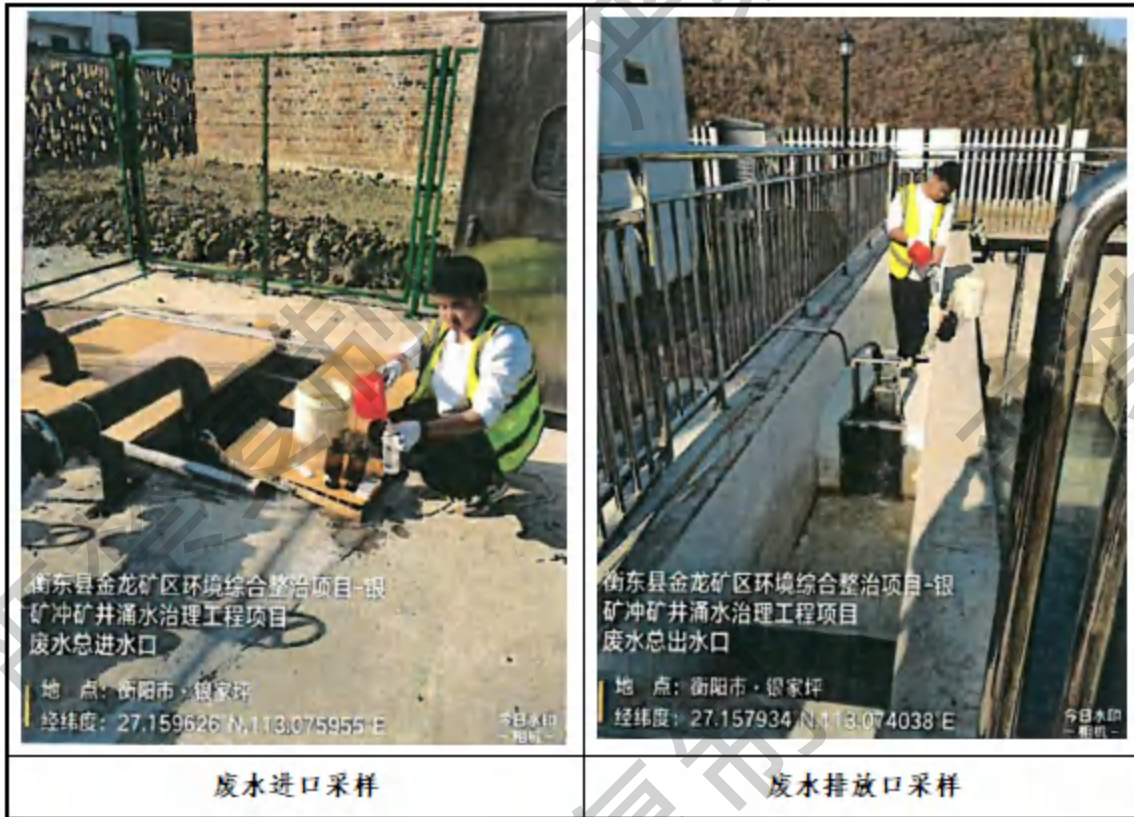 衡东县金龙矿区环境综合整治项目-银
矿冲矿井涌水治理工程项目
废水总进水口
地 点：衡阳市·银家坪
经纬度：27.159626 N,113.075955 E
今日水印
-相机-
衡东县金龙矿区环境综合整治项目-银
矿冲矿井涌水治理工程项目
废水总出水口
地 点：衡阳市·银家坪
经纬度：27.157934 N,113.074038 E
今日水印
-相机-
废水进口采样
废水排放口采样